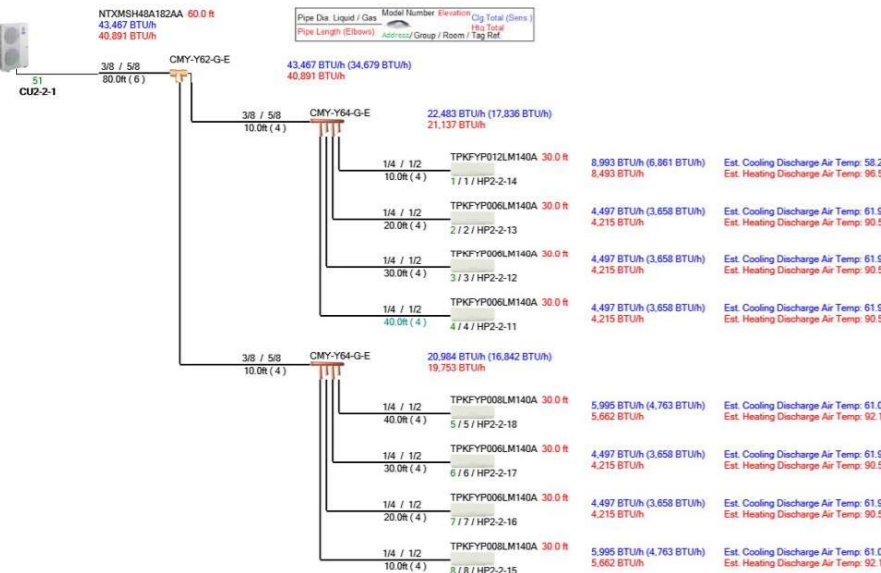 NTXMSH48A182AA 60.0 ft
43,467 BTU/h
40,891 BTU/h
Pipe Dia. Liquid / Gas Model Number Elevation Clg Total (Sens.)
Htg Total
Pipe Length (Elbows) Address/ Group / Room / Tag Ref.
51
CU2-2-1
3/8 / 5/8
80.0ft ( 6 )
CMY-Y62-G-E
43,467 BTU/h (34,679 BTU/h)
40,891 BTU/h
3/8 / 5/8
10.0ft ( 4 )
CMY-Y64-G-E
22,483 BTU/h (17,836 BTU/h)
21,137 BTU/h
1/4 / 1/2
10.0ft ( 4 )
TPKFYP012LM140A 30.0 ft
1 / 1 / HP2-2-14
8,993 BTU/h (6,861 BTU/h) Est. Cooling Discharge Air Temp: 58.2
8,493 BTU/h Est. Heating Discharge Air Temp: 96.5
1/4 / 1/2
20.0ft ( 4 )
TPKFYP006LM140A 30.0 ft
2 / 2 / HP2-2-13
4,497 BTU/h (3,658 BTU/h) Est. Cooling Discharge Air Temp: 61.9
4,215 BTU/h Est. Heating Discharge Air Temp: 90.5
1/4 / 1/2
30.0ft ( 4 )
TPKFYP006LM140A 30.0 ft
3 / 3 / HP2-2-12
4,497 BTU/h (3,658 BTU/h) Est. Cooling Discharge Air Temp: 61.9
4,215 BTU/h Est. Heating Discharge Air Temp: 90.5
1/4 / 1/2
40.0ft ( 4 )
TPKFYP006LM140A 30.0 ft
4 / 4 / HP2-2-11
4,497 BTU/h (3,658 BTU/h) Est. Cooling Discharge Air Temp: 61.9
4,215 BTU/h Est. Heating Discharge Air Temp: 90.5
3/8 / 5/8
10.0ft ( 4 )
CMY-Y64-G-E
20,984 BTU/h (16,842 BTU/h)
19,753 BTU/h
1/4 / 1/2
40.0ft ( 4 )
TPKFYP008LM140A 30.0 ft
5 / 5 / HP2-2-18
5,995 BTU/h (4,763 BTU/h) Est. Cooling Discharge Air Temp: 61.0
5,662 BTU/h Est. Heating Discharge Air Temp: 92.1
1/4 / 1/2
30.0ft ( 4 )
TPKFYP006LM140A 30.0 ft
6 / 6 / HP2-2-17
4,497 BTU/h (3,658 BTU/h) Est. Cooling Discharge Air Temp: 61.9
4,215 BTU/h Est. Heating Discharge Air Temp: 90.5
1/4 / 1/2
20.0ft ( 4 )
TPKFYP006LM140A 30.0 ft
7 / 7 / HP2-2-16
4,497 BTU/h (3,658 BTU/h) Est. Cooling Discharge Air Temp: 61.9
4,215 BTU/h Est. Heating Discharge Air Temp: 90.5
1/4 / 1/2
10.0ft ( 4 )
TPKFYP008LM140A 30.0 ft
8 / 8 / HP2-2-15
5,995 BTU/h (4,763 BTU/h) Est. Cooling Discharge Air Temp: 61.0
5,662 BTU/h Est. Heating Discharge Air Temp: 92.1